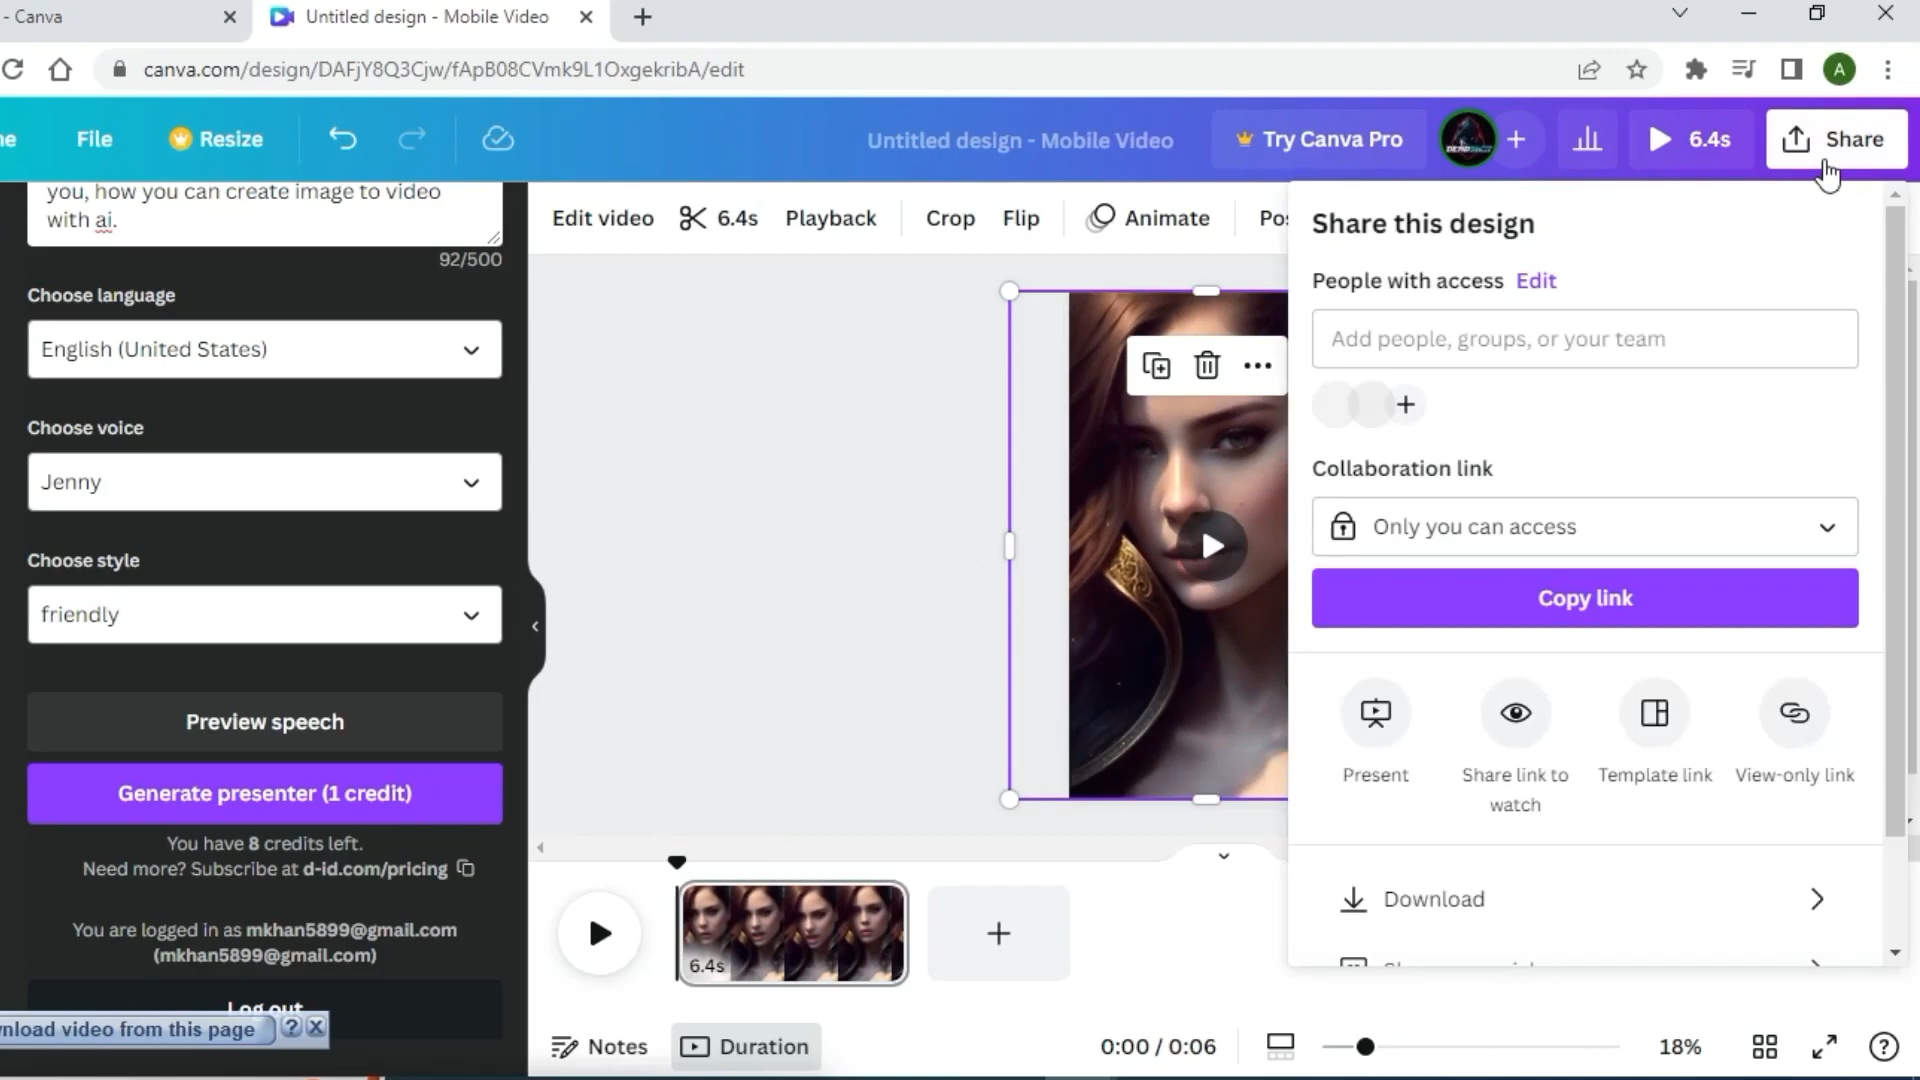 - Canva
Untitled design - Mobile Video
canva.com/design/DAFjY8Q3Cjw/fApB08CVmk9L1OxgekribA/edit
A
File
Resize
Untitled design - Mobile Video
Try Canva Pro
6.4s
Share
you, how you can create image to video
with ai.
92/500
Choose language
English (United States)
Choose voice
Jenny
Choose style
friendly
Preview speech
Generate presenter (1 credit)
You have 8 credits left.
Need more? Subscribe at d-id.com/pricing
You are logged in as mkhan5899@gmail.com
(mkhan5899@gmail.com)
Log out
nload video from this page
Edit video
6.4s
Playback
Crop
Flip
Animate
Pos
Share this design
People with access Edit
Add people, groups, or your team
Collaboration link
Only you can access
Copy link
Present
Share link to
watch
Template link
View-only link
Download
6.4s
Notes
Duration
0:00 / 0:06
18%